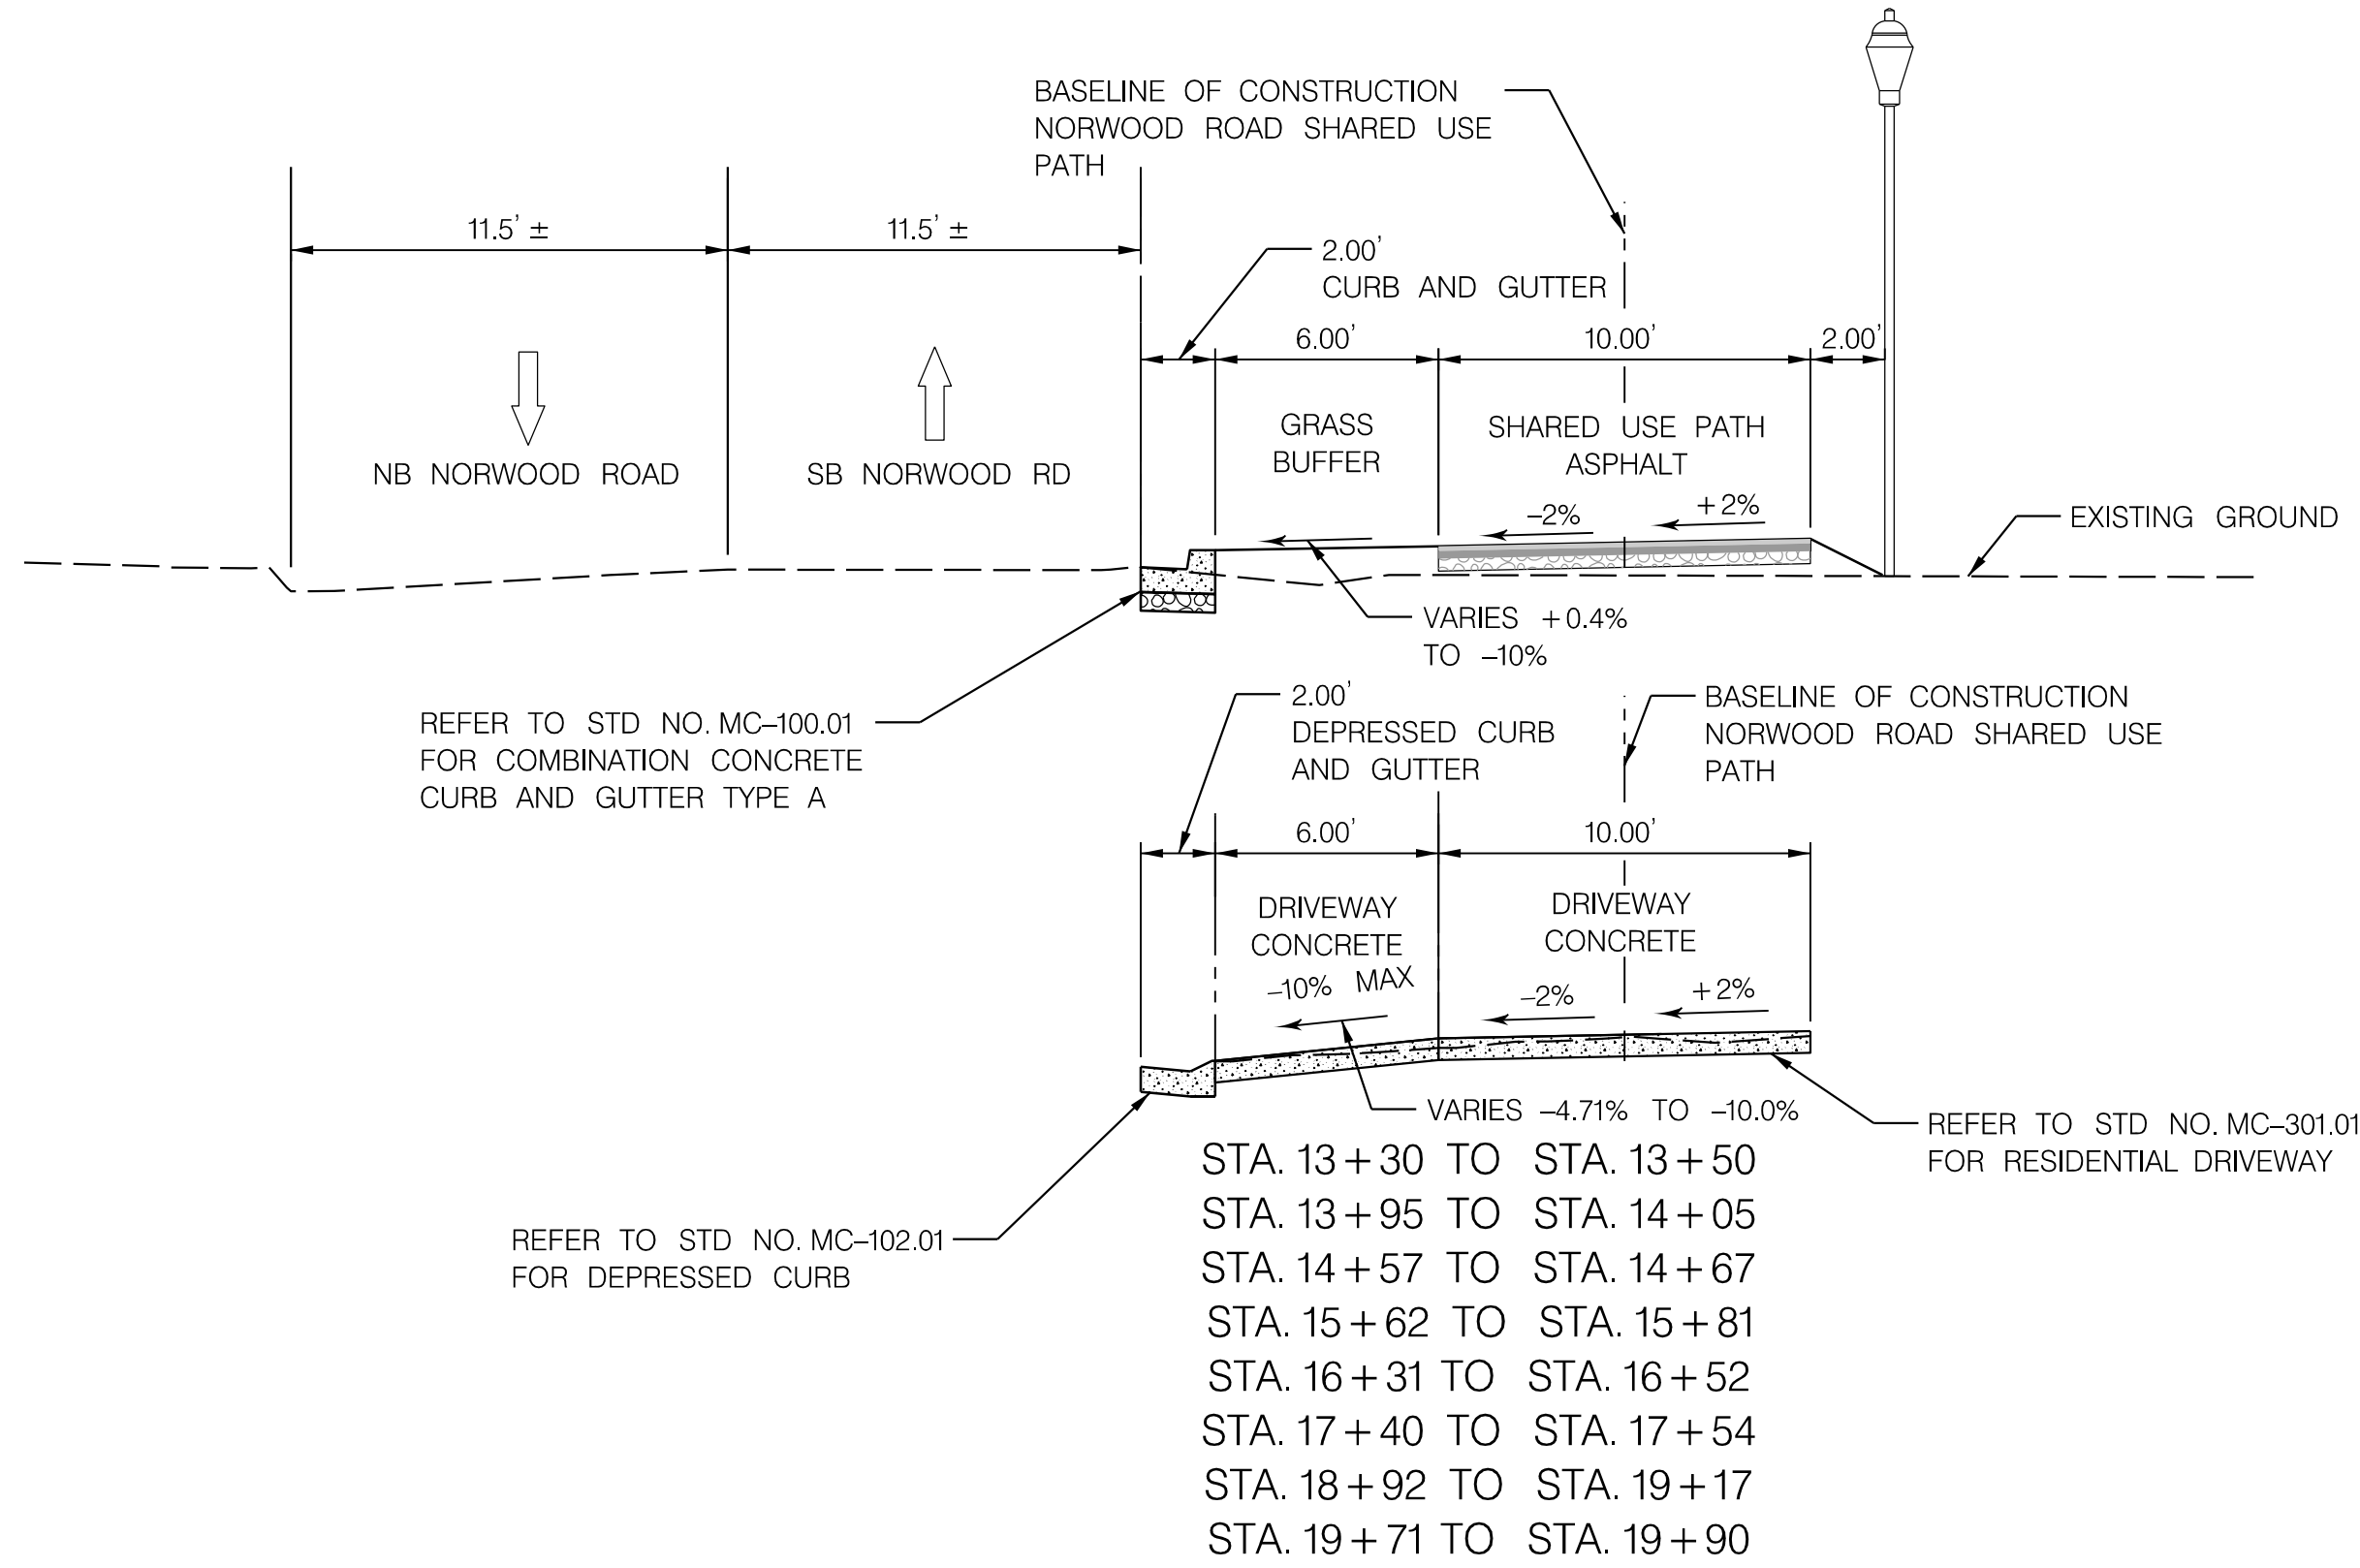 BASELINE OF CONSTRUCTION
NORWOOD ROAD SHARED USE
PATH
11.5' ±
11.5' ±
2.00'
CURB AND GUTTER
6.00'
10.00'
2.00'
GRASS
BUFFER
SHARED USE PATH
ASPHALT
NB NORWOOD ROAD
SB NORWOOD RD
-2%
+2%
EXISTING GROUND
VARIES +0.4%
TO -10%
REFER TO STD NO. MC-100.01
FOR COMBINATION CONCRETE
CURB AND GUTTER TYPE A
2.00'
DEPRESSED CURB
AND GUTTER
BASELINE OF CONSTRUCTION
NORWOOD ROAD SHARED USE
PATH
6.00'
10.00'
DRIVEWAY
CONCRETE
-10% MAX
DRIVEWAY
CONCRETE
-2%
+2%
VARIES -4.71% TO -10.0%
REFER TO STD NO. MC-301.01
FOR RESIDENTIAL DRIVEWAY
REFER TO STD NO. MC-102.01
FOR DEPRESSED CURB
STA. 13+30 TO STA. 13+50
STA. 13+95 TO STA. 14+05
STA. 14+57 TO STA. 14+67
STA. 15+62 TO STA. 15+81
STA. 16+31 TO STA. 16+52
STA. 17+40 TO STA. 17+54
STA. 18+92 TO STA. 19+17
STA. 19+71 TO STA. 19+90